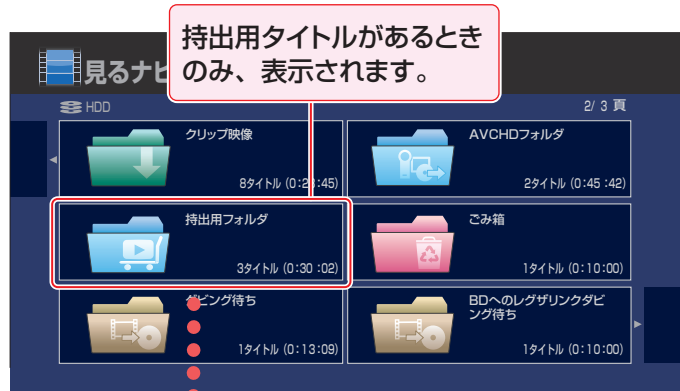 持出用タイトルがあるとき
のみ、表示されます。
見るナビ
HDD
2/ 3 頁
クリップ映像
8タイトル (0:23:45)
AVCHDフォルダ
2タイトル (0:45:42)
持出用フォルダ
3タイトル (0:30:02)
ごみ箱
1タイトル (0:10:00)
ダビング待ち
1タイトル (0:13:09)
BDへのレグザリンクダビ
ング待ち
1タイトル (0:10:00)